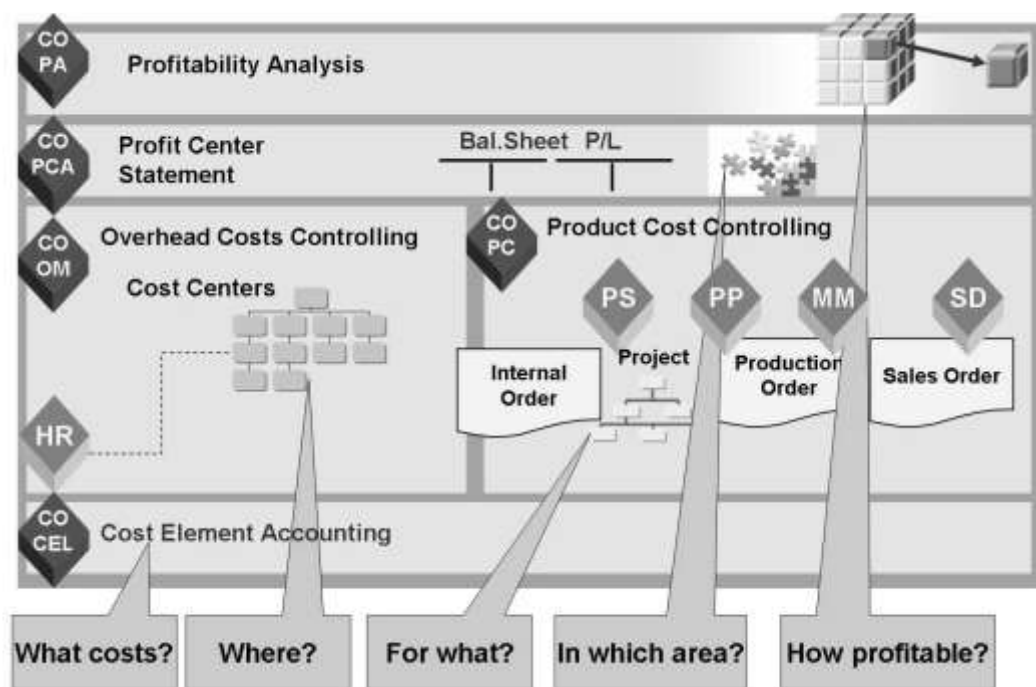 CO
PA
Profitability Analysis
CO
PCA
Profit Center
Statement
Bal.Sheet P/L
CO
OM
Overhead Costs Controlling
Cost Centers
HR
CO
PC
Product Cost Controlling
PS
PP
MM
SD
Internal
Order
Project
Production
Order
Sales Order
CO
CEL
Cost Element Accounting
What costs?
Where?
For what?
In which area?
How profitable?